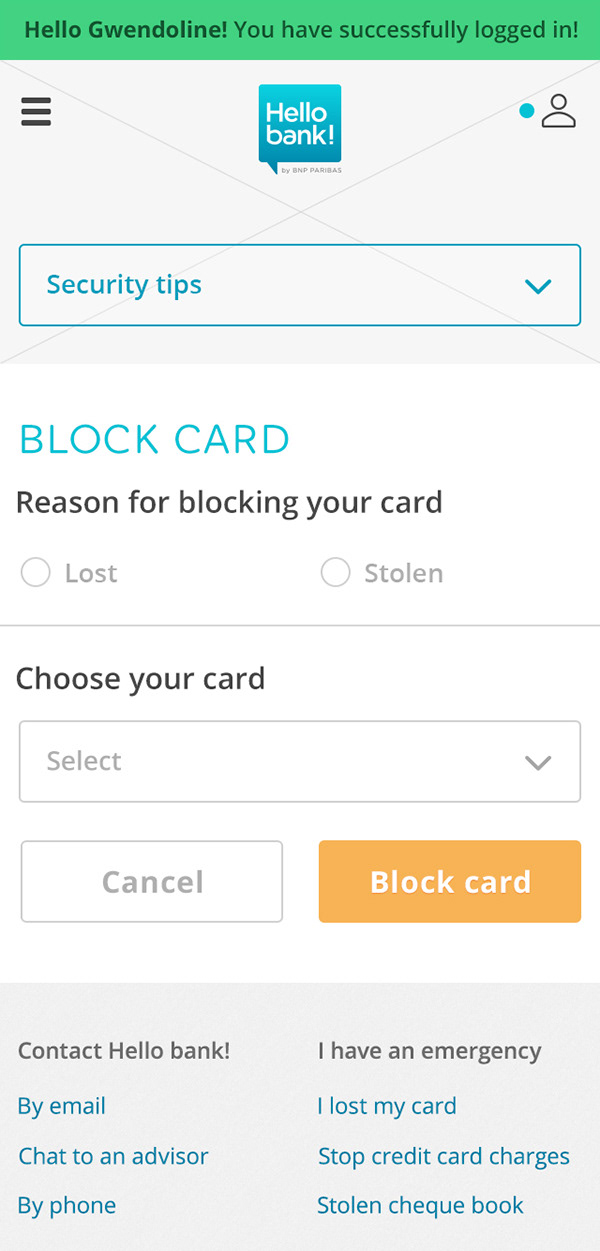 Hello Gwendoline! You have successfully logged in!
Hello
bank!
by BNP PARIBAS
Security tips
BLOCK CARD
Reason for blocking your card
Lost Stolen
Choose your card
Select
Cancel Block card
Contact Hello bank! I have an emergency
By email I lost my card
Chat to an advisor Stop credit card charges
By phone Stolen cheque book